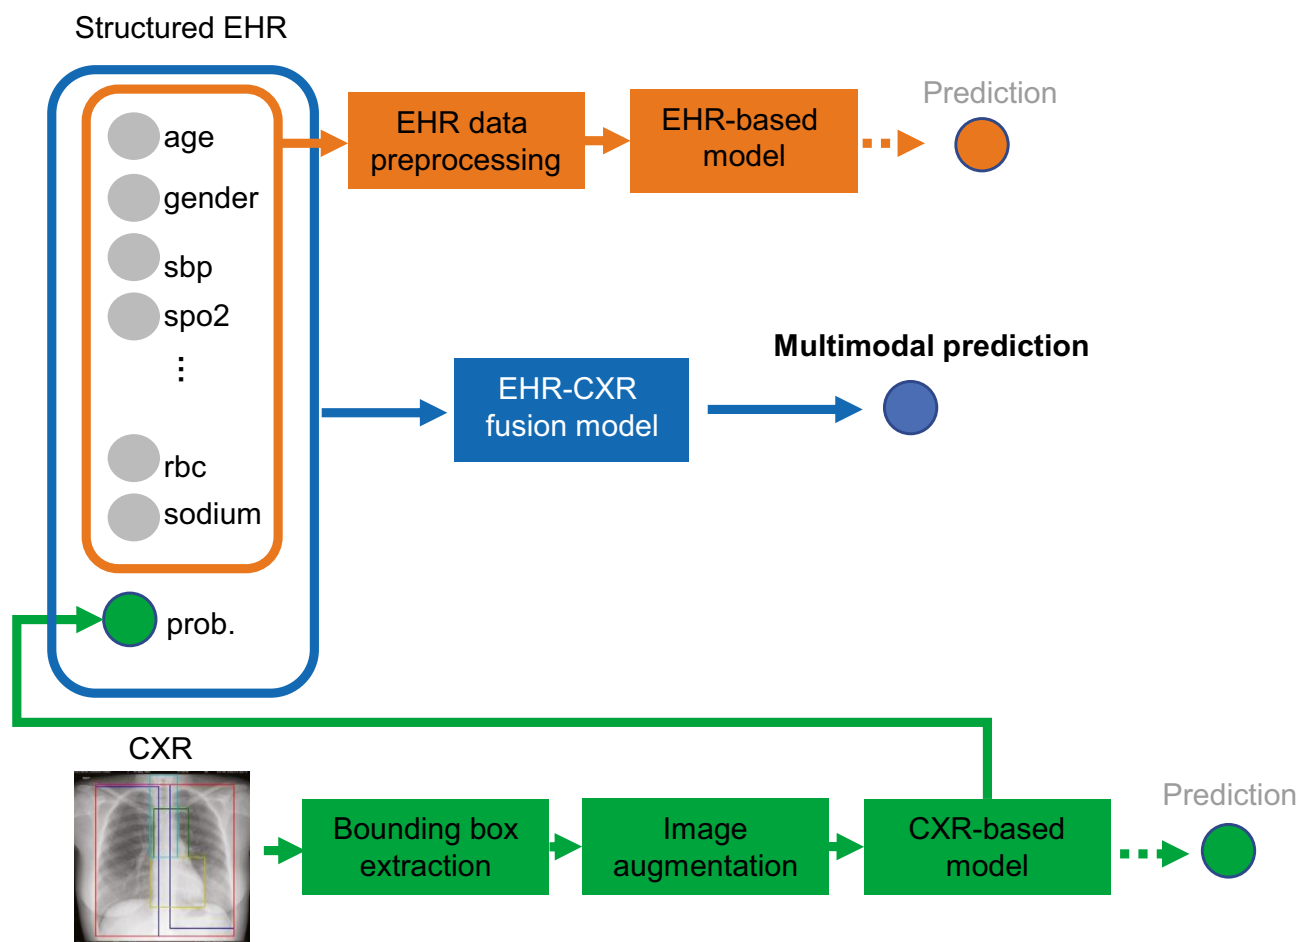 Structured EHR
age
gender
sbp
spo2
⋮
rbc
sodium
prob.
EHR data
preprocessing
EHR-based
model
Prediction
EHR-CXR
fusion model
Multimodal prediction
CXR
Bounding box
extraction
Image
augmentation
CXR-based
model
Prediction